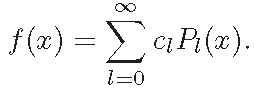 f(x) = \sum_{l=0}^{\infty} c_l P_l(x).